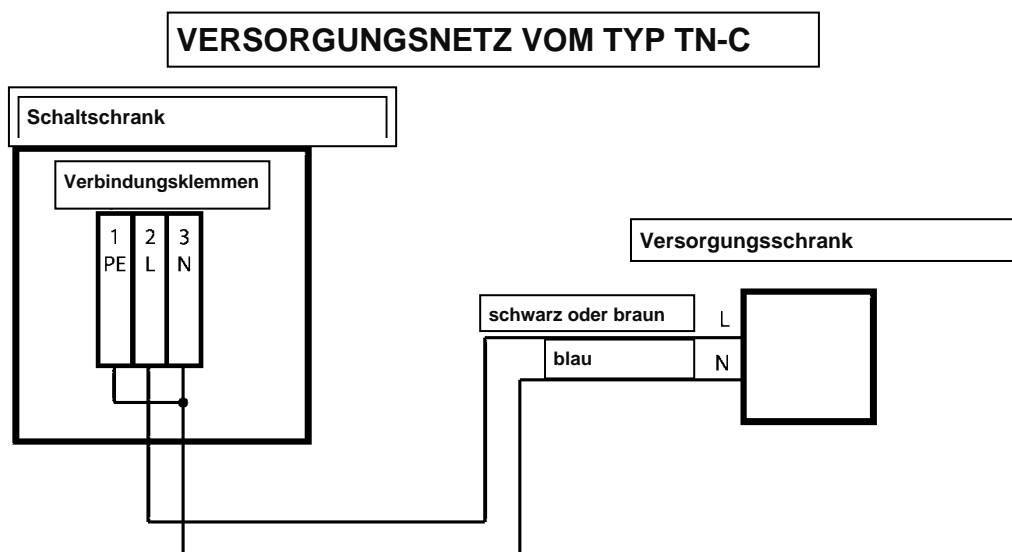 VERSORGUNGSNETZ VOM TYP TN-C
Schaltschrank
Verbindungsklemmen
1 2 3
PE L N
Versorgungsschrank
schwarz oder braun L
blau N